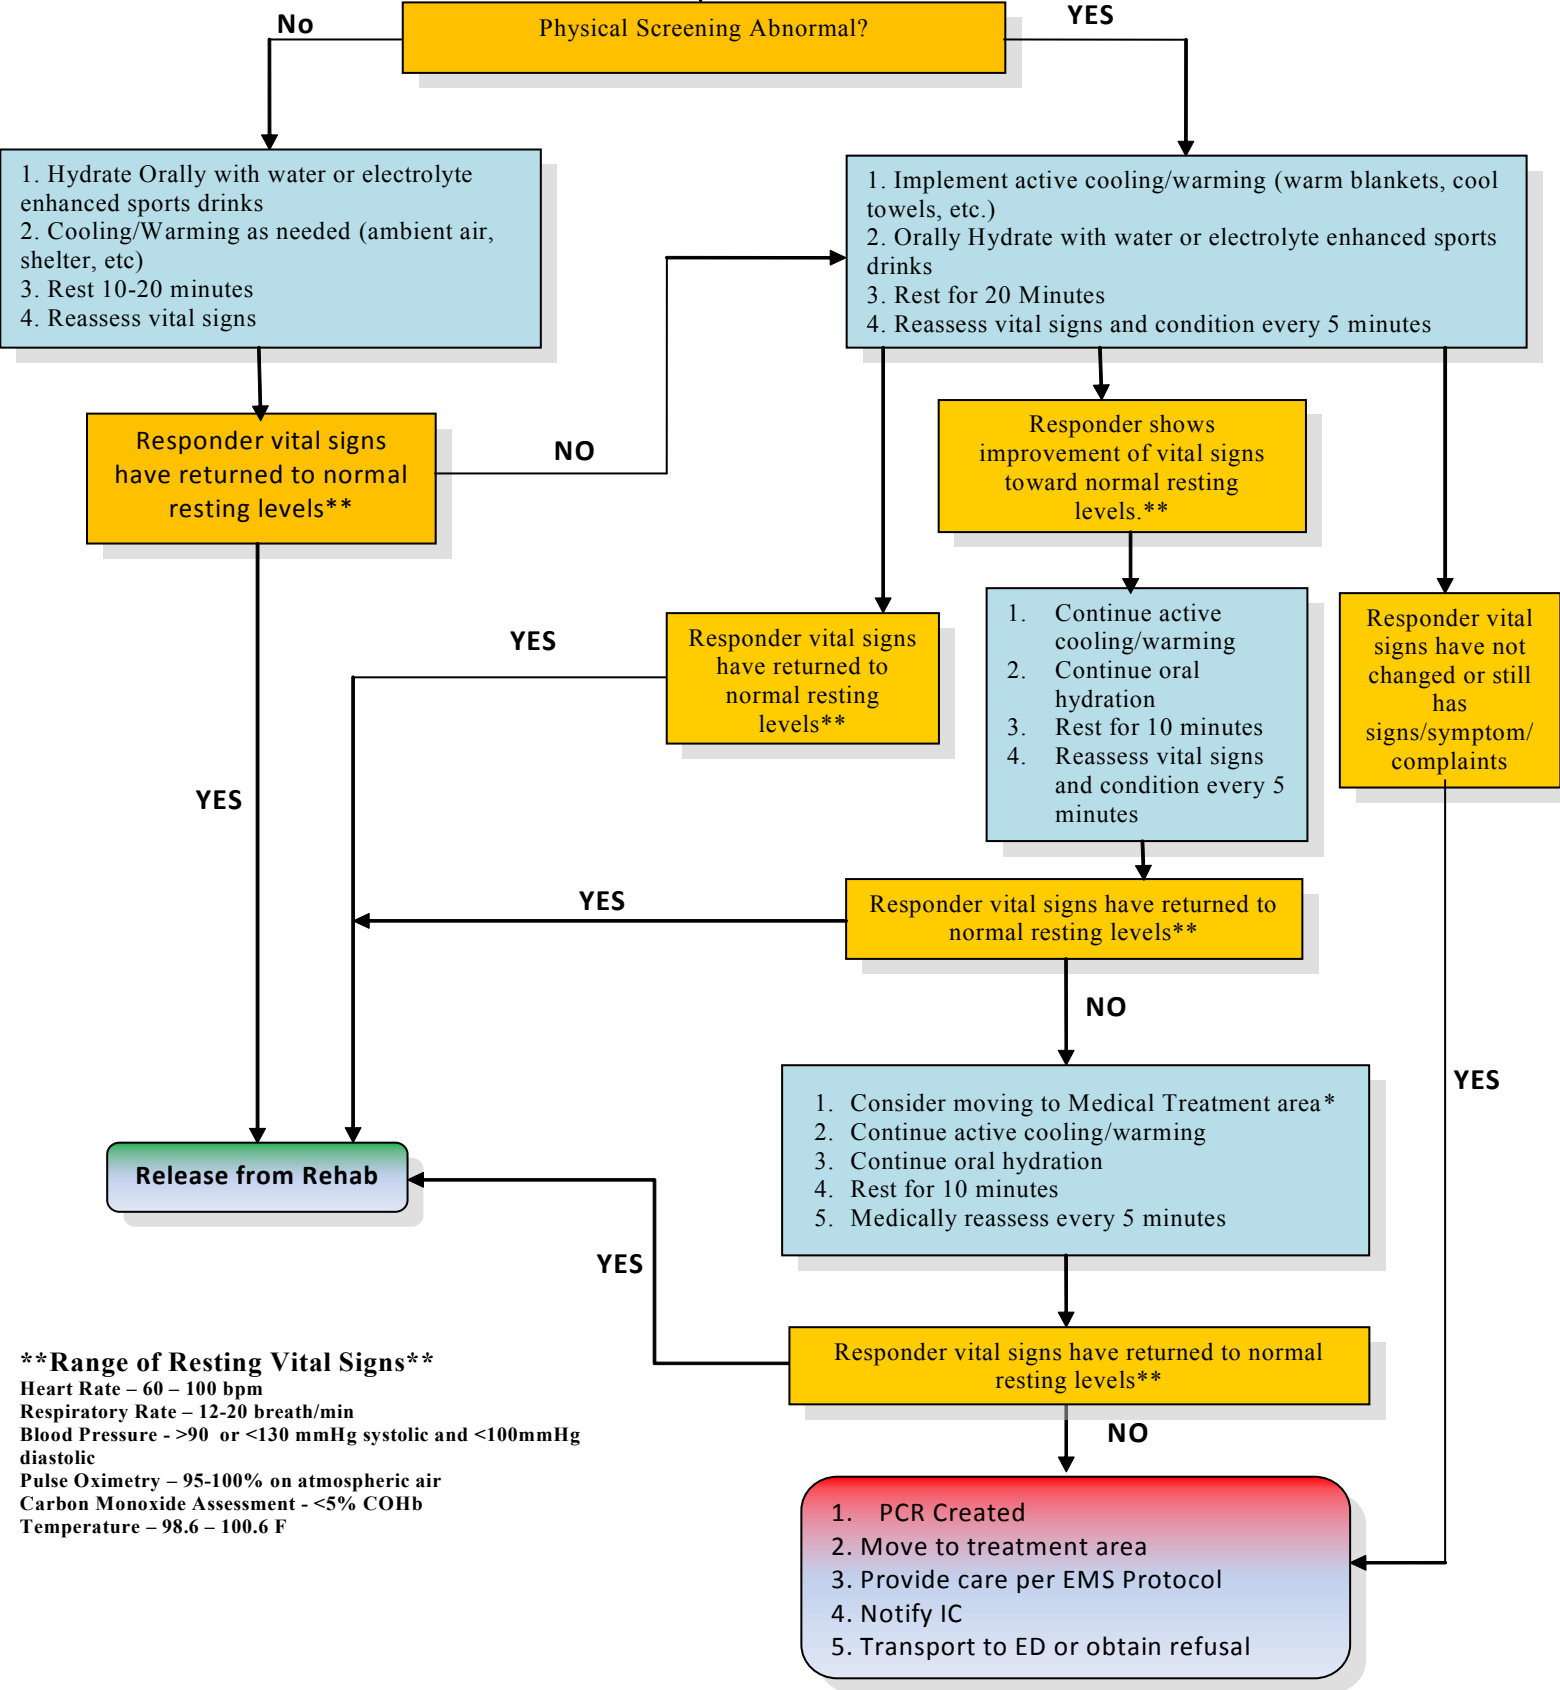 No
Physical Screening Abnormal?
YES
1. Hydrate Orally with water or electrolyte
enhanced sports drinks
2. Cooling/Warming as needed (ambient air,
shelter, etc)
3. Rest 10-20 minutes
4. Reassess vital signs
1. Implement active cooling/warming (warm blankets, cool
towels, etc.)
2. Orally Hydrate with water or electrolyte enhanced sports
drinks
3. Rest for 20 Minutes
4. Reassess vital signs and condition every 5 minutes
Responder vital signs
have returned to normal
resting levels**
NO
Responder shows
improvement of vital signs
toward normal resting
levels.**
YES
Responder vital signs
have returned to
normal resting
levels**
1. Continue active
cooling/warming
2. Continue oral
hydration
3. Rest for 10 minutes
4. Reassess vital signs
and condition every 5
minutes
Responder vital
signs have not
changed or still
has
signs/symptom/
complaints
YES
YES
Responder vital signs have returned to
normal resting levels**
NO
YES
1. Consider moving to Medical Treatment area*
2. Continue active cooling/warming
3. Continue oral hydration
4. Rest for 10 minutes
5. Medically reassess every 5 minutes
Release from Rehab
YES
Responder vital signs have returned to normal
resting levels**
NO
**Range of Resting Vital Signs**
Heart Rate – 60 – 100 bpm
Respiratory Rate – 12-20 breath/min
Blood Pressure - >90 or <130 mmHg systolic and <100mmHg
diastolic
Pulse Oximetry – 95-100% on atmospheric air
Carbon Monoxide Assessment - <5% COHb
Temperature – 98.6 – 100.6 F
1. PCR Created
2. Move to treatment area
3. Provide care per EMS Protocol
4. Notify IC
5. Transport to ED or obtain refusal